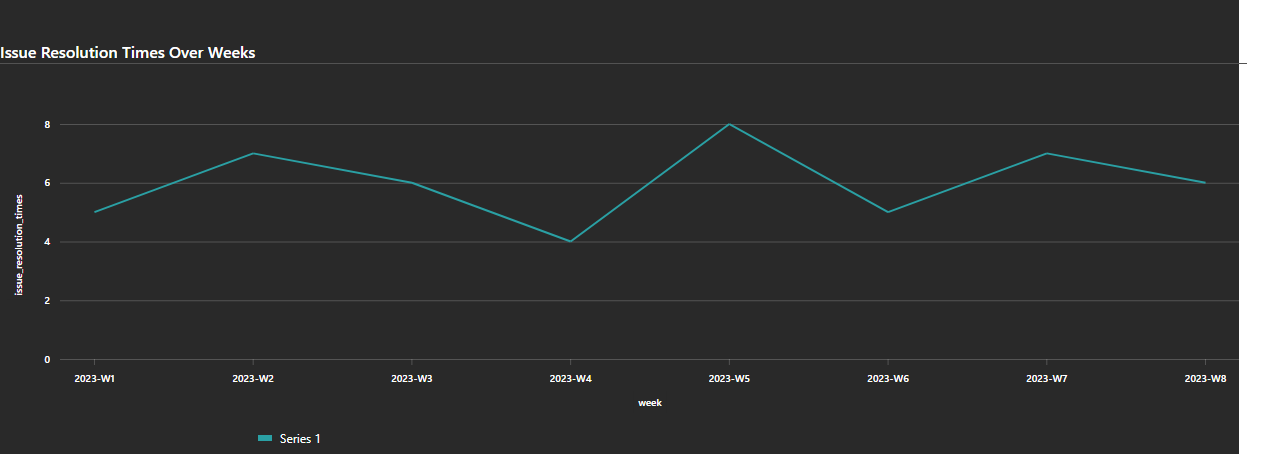 Issue Resolution Times Over Weeks
issue_resolution_times
8
6
4
2
0
2023-W1 2023-W2 2023-W3 2023-W4 2023-W5 2023-W6 2023-W7 2023-W8
week
Series 1